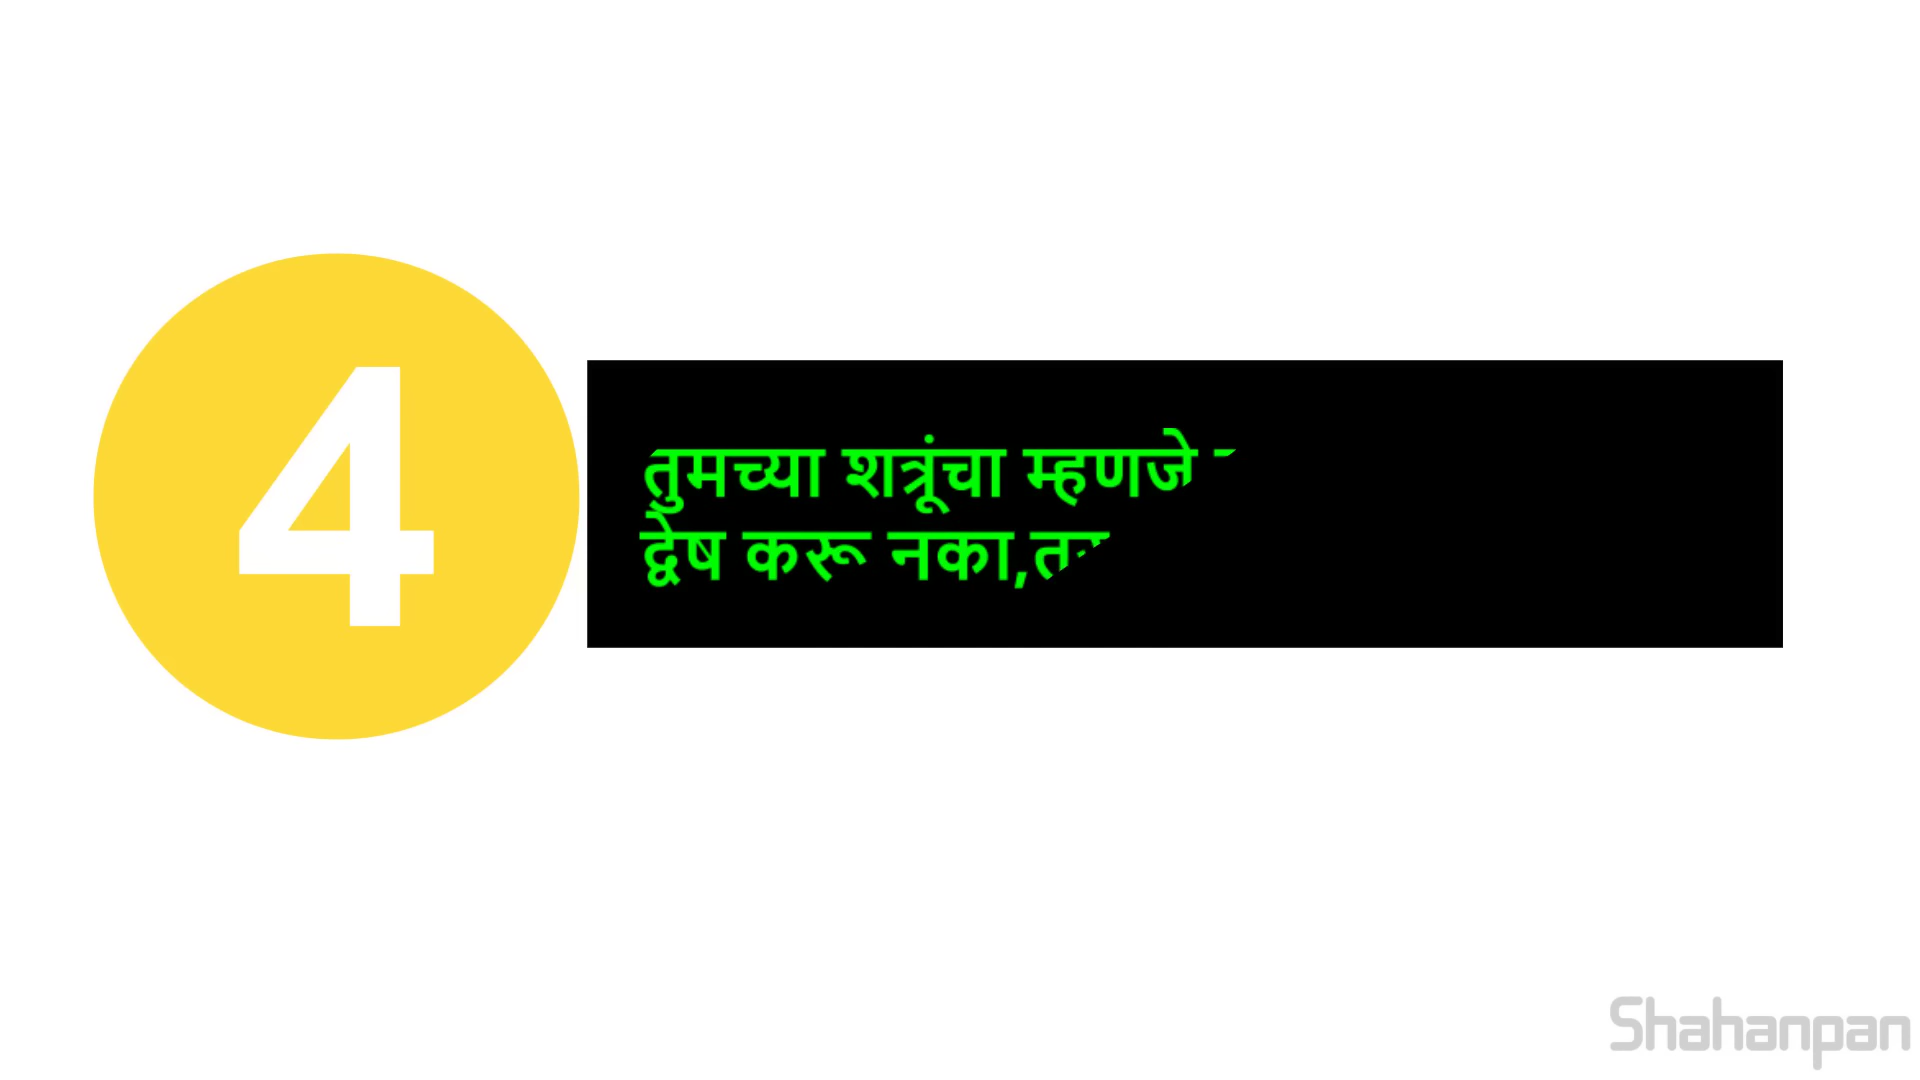 4
तुमच्या शत्रूंचा म्हणजे
द्वेष करू नका,
Shahanpan